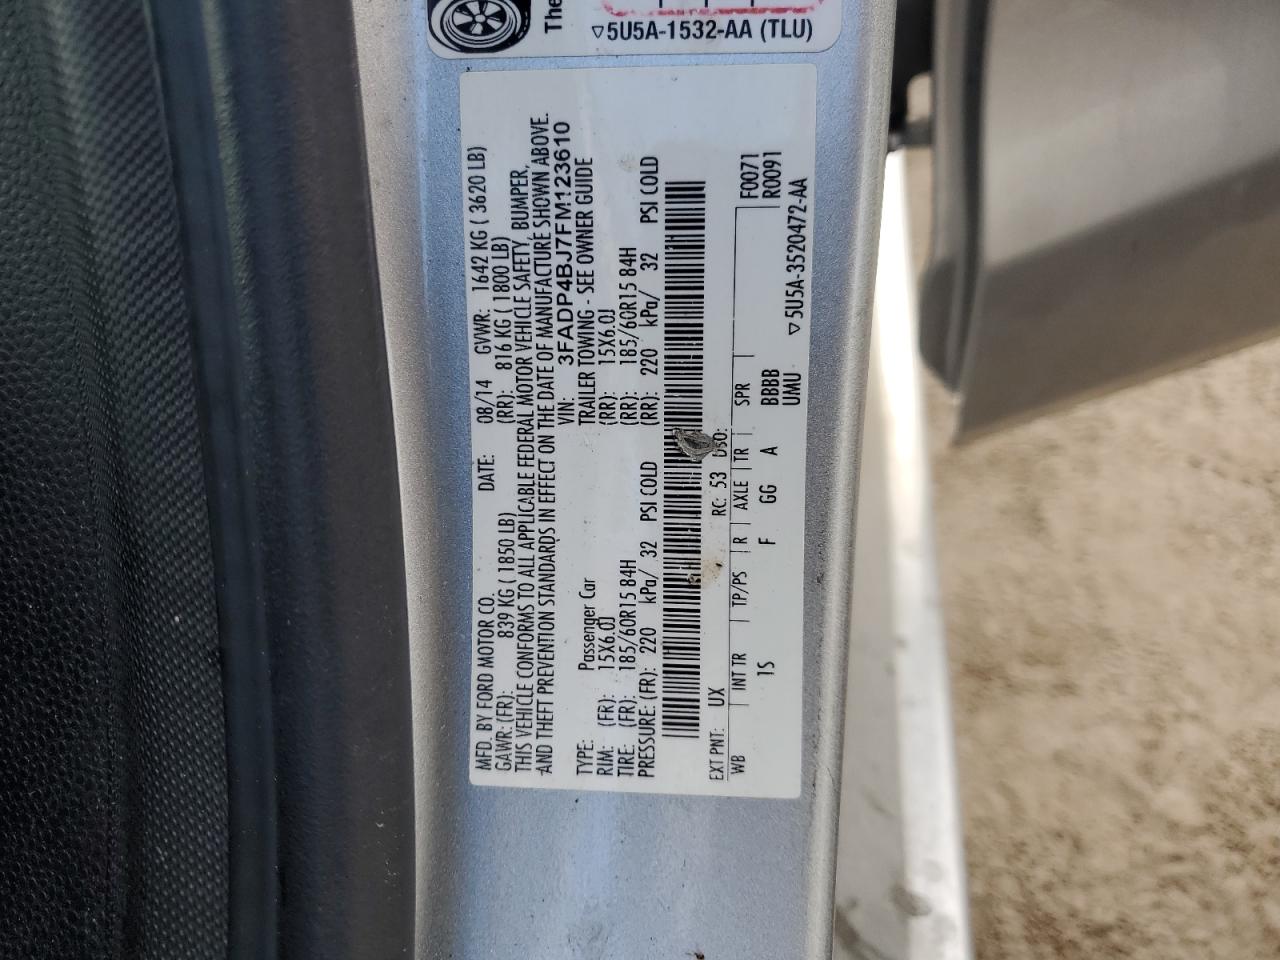 The
▽5U5A-1532-AA (TLU)
MFD. BY FORD MOTOR CO. DATE: 08/14 GVWR: 1642 KG ( 3620 LB)
GAWR: (FR): 839 KG ( 1850 LB) (RR): 816 KG ( 1800 LB)
THIS VEHICLE CONFORMS TO ALL APPLICABLE FEDERAL MOTOR VEHICLE SAFETY, BUMPER,
AND THEFT PREVENTION STANDARDS IN EFFECT ON THE DATE OF MANUFACTURE SHOWN ABOVE.
VIN: 3FADP4BJ7FM123610
TYPE: Passenger Car TRAILER TOWING - SEE OWNER GUIDE
RIM: (FR): 15X6.0J (RR): 15X6.0J
TIRE: (FR): 185/60R15 84H (RR): 185/60R15 84H
PRESSURE: (FR): 220 kPa/ 32 PSI COLD (RR): 220 kPa/ 32 PSI COLD
EXT PNT: UX RC: 53 DSO: F0071
WB INT TR TP/PS R AXLE TR SPR R0091
1S F GG A BBBB
UMU
▽5U5A-3520472-AA